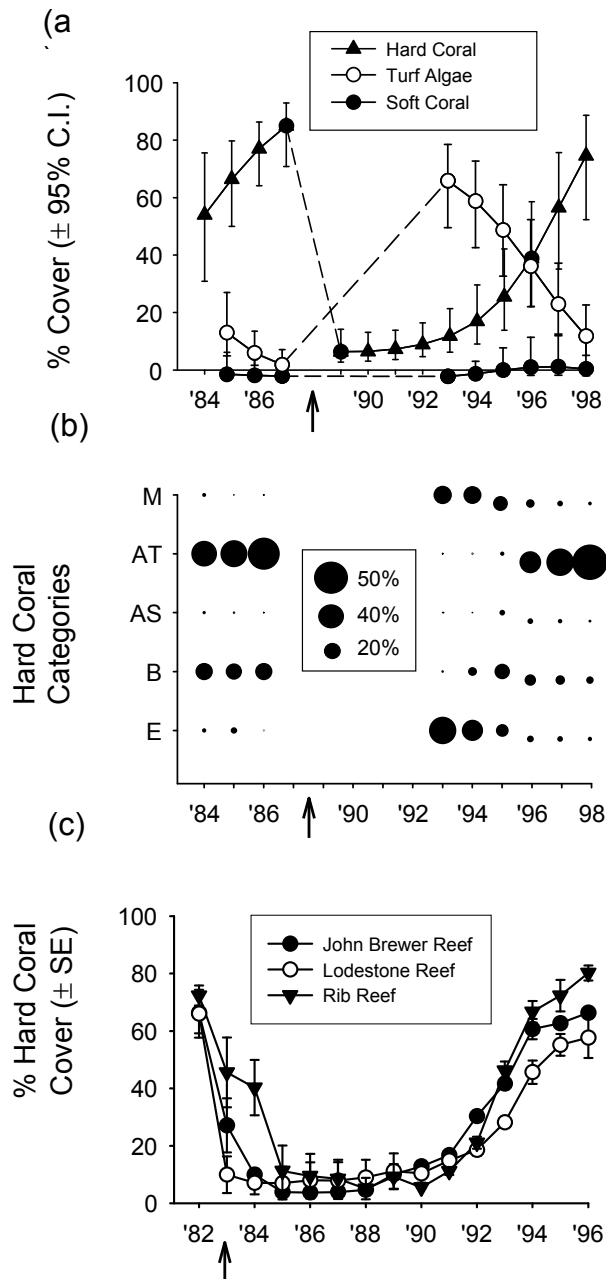 (a
Hard Coral
Turf Algae
Soft Coral
% Cover (± 95% C.I.)
100
80
60
40
20
0
'84 '86 '90 '92 '94 '96 '98
(b)
Hard Coral
Categories
M
AT
AS
B
E
50%
40%
20%
'84 '86 '90 '92 '94 '96 98
(c)
% Hard Coral
Cover (± SE)
100
80
60
40
20
0
John Brewer Reef
Lodestone Reef
Rib Reef
'82 '84 '86 '88 '90 '92 '94 '96